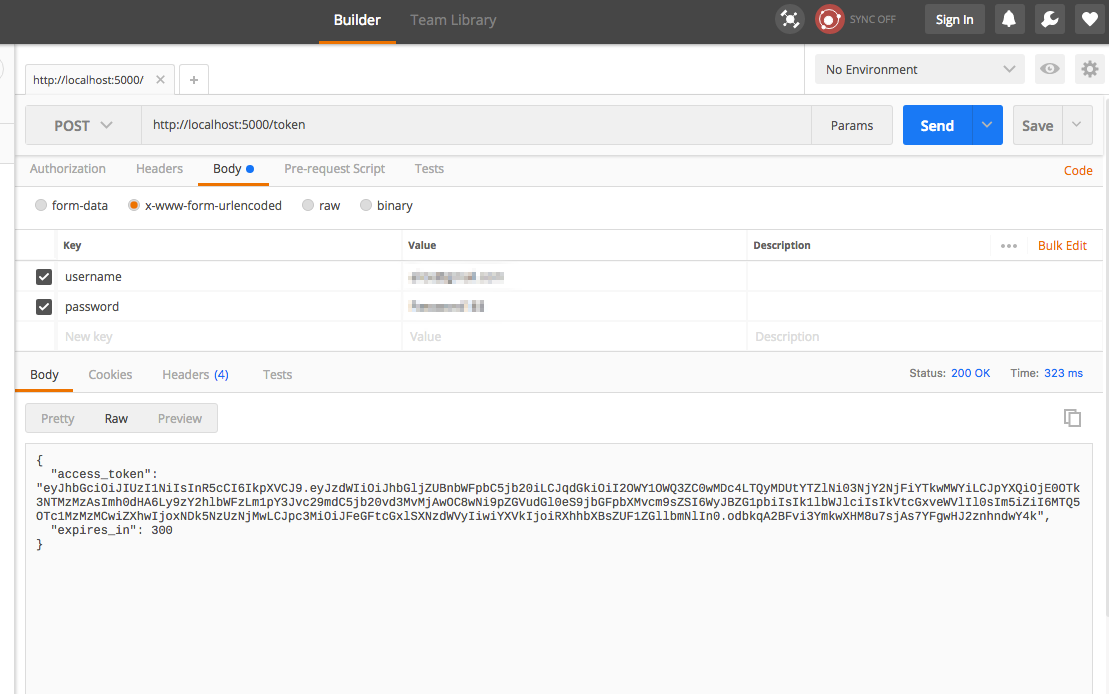 Builder Team Library SYNC OFF Sign In
http://localhost:5000/ No Environment
POST http://localhost:5000/token Params Send Save
Authorization Headers Body Pre-request Script Tests Code
form-data x-www-form-urlencoded raw binary
Key Value Description Bulk Edit
username
password
New key Value Description
Body Cookies Headers (4) Tests Status: 200 OK Time: 323 ms
Pretty Raw Preview
{
"access_token":
"eyJhbGciOiJIUzI1NiIsInR5cCI6IkpXVCJ9.eyJzdWIiOiJhbGljZUBnbWFpbC5jb20iLCJqdGkiOiI2OWY1OWQ3ZC0wMDc4LTQyMDUtYTZlNi03NjY2NjFiYTkwMWYiLCJpYXQiOjE0OTk
3NTMzMzAsImh0dHA6Ly9zY2hlbWFzLm1pY3Jvc29mdC5jb20vd3MvMjAwOC8wNi9pZGVudGl0eS9jbGFpbXMvcm9sZSI6WyJBZG1pbiIsIk1lbWJlciIsIkVtcGxveWVlIl0sIm5iZiI6MTQ5
OTc1MzMzMCwiZXhwIjoxNDk5NzUzNjMwLCJpc3MiOiJFeGFtcGxlSXNzdWVyIiwiYXVkIjoiRXhhbXBsZUF1ZGllbmNlIn0.odbkqA2BFvi3YmkwXHM8u7sjAs7YFgwHJ2znhndwY4k",
"expires_in": 300
}